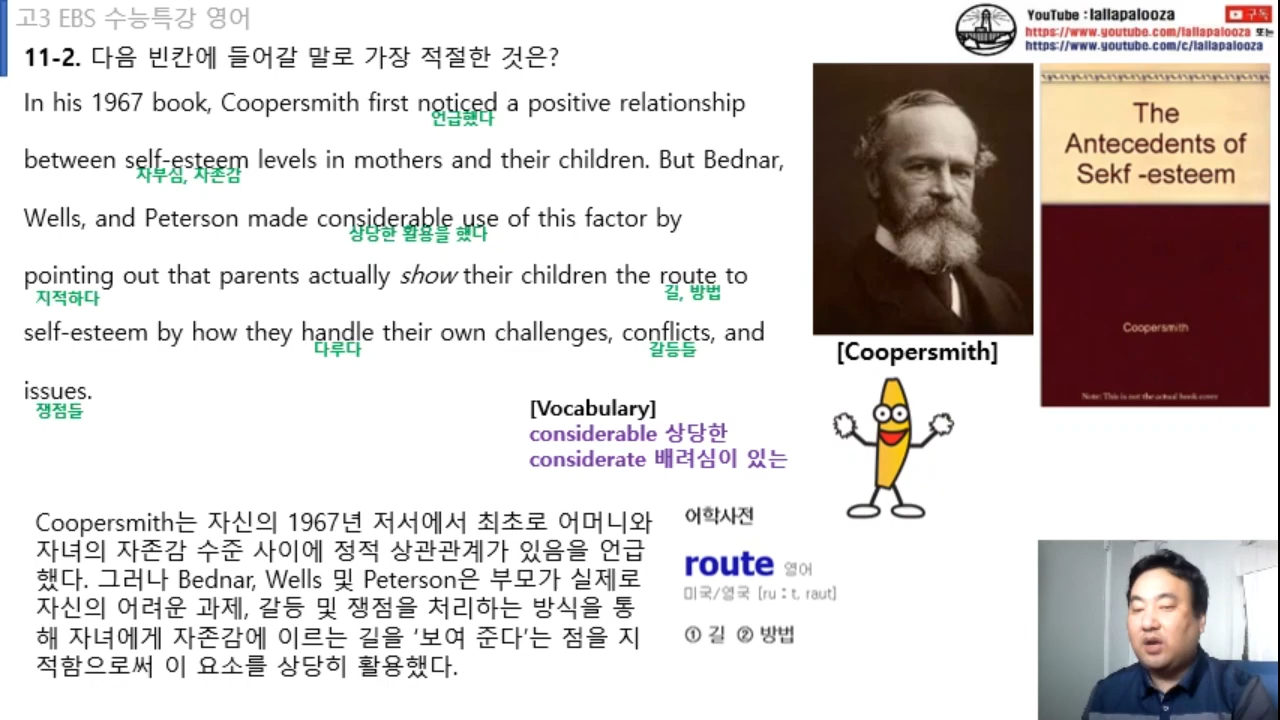 고3 EBS 수능특강 영어
YouTube : lallapalooza
구독
https://www.youtube.com/lallapalooza 또는
https://www.youtube.com/c/lallapalooza
11-2. 다음 빈칸에 들어갈 말로 가장 적절한 것은?
In his 1967 book, Coopersmith first noticed a positive relationship
언급했다
between self-esteem levels in mothers and their children. But Bednar,
자부심, 자존감
Wells, and Peterson made considerable use of this factor by
상당한 활용을 했다
pointing out that parents actually show their children the route to
지적하다
길, 방법
self-esteem by how they handle their own challenges, conflicts, and
다루다
갈등들
issues.
쟁점들
The
Antecedents of
Sekf -esteem
Coopersmith
Note: This is not the actual book cover
[Coopersmith]
[Vocabulary]
considerable 상당한
considerate 배려심이 있는
Coopersmith는 자신의 1967년 저서에서 최초로 어머니와
자녀의 자존감 수준 사이에 정적 상관관계가 있음을 언급
했다. 그러나 Bednar, Wells 및 Peterson은 부모가 실제로
자신의 어려운 과제, 갈등 및 쟁점을 처리하는 방식을 통
해 자녀에게 자존감에 이르는 길을 ‘보여 준다’는 점을 지
적함으로써 이 요소를 상당히 활용했다.
어학사전
route 영어
미국/영국 [ruːt, raut]
① 길 ② 방법